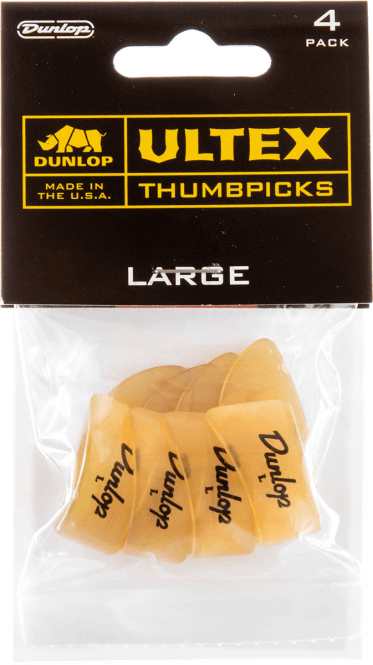 Dunlop
4
PACK
DUNLOP
ULTEX
MADE IN
THE U.S.A.
THUMBPICKS
LARGE
Dunlop
L
Dunlop
L
Dunlop
L
Dunlop
L